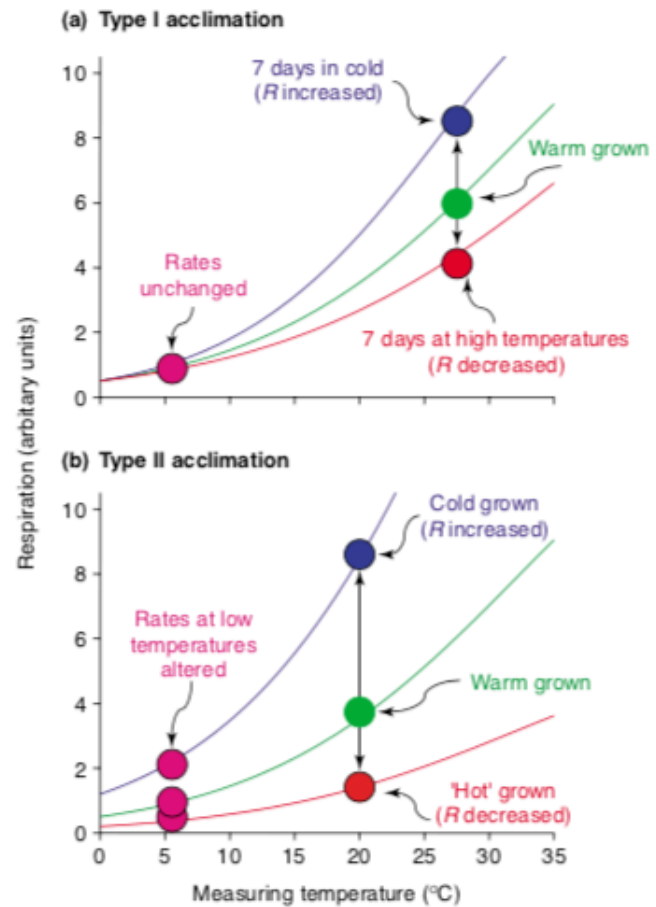 (a) Type I acclimation
10
8
6
4
2
0
7 days in cold
(R increased)
Warm grown
Rates
unchanged
7 days at high temperatures
(R decreased)
Respiration (arbitary units)
(b) Type II acclimation
10
8
6
4
2
0
Cold grown
(R increased)
Rates at low
temperatures
altered
Warm grown
'Hot' grown
(R decreased)
0 5 10 15 20 25 30 35
Measuring temperature (°C)